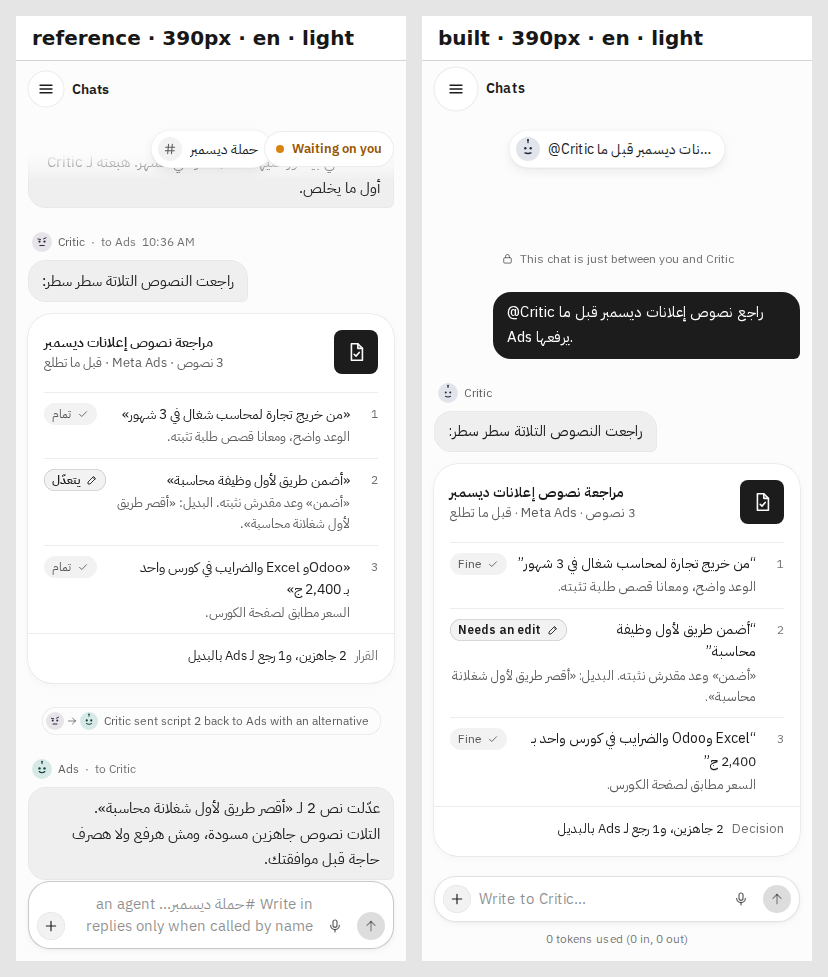 reference · 390px · en · light
Chats
# حملة ديسمبر
Waiting on you
هبعته لـ Critic
أول ما يخلص.
Critic · to Ads 10:36 AM
راجعت النصوص التلاتة سطر سطر:
مراجعة نصوص إعلانات ديسمبر
3 نصوص · Meta Ads · قبل ما تطلع
1 «من خريج تجارة لمحاسب شغال في 3 شهور» تمام
الوعد واضح، ومعانا قصص طلبة تثبته.
2 «أضمن طريق لأول وظيفة محاسبة» يتعدّل
«أضمن» وعد مقدرش نثبته. البديل: «أقصر طريق
لأول شغلانة محاسبة».
3 «Odooو Excel والضرايب في كورس واحد تمام
بـ 2,400 ج»
السعر مطابق لصفحة الكورس.
القرار 2 جاهزين، و1 رجع لـ Ads بالبديل
Critic sent script 2 back to Ads with an alternative
Ads · to Critic
عدّلت نص 2 لـ «أقصر طريق لأول شغلانة محاسبة».
التلات نصوص جاهزين مسودة، ومش هرفع ولا هصرف
حاجة قبل موافقتك.
an agent ...حملة ديسمبر# Write in
replies only when called by name
built · 390px · en · light
Chats
@Critic نات ديسمبر قبل ما...
This chat is just between you and Critic
@Critic راجع نصوص إعلانات ديسمبر قبل ما
Ads يرفعها.
Critic
راجعت النصوص التلاتة سطر سطر:
مراجعة نصوص إعلانات ديسمبر
3 نصوص · Meta Ads · قبل ما تطلع
1 “من خريج تجارة لمحاسب شغال في 3 شهور” Fine
الوعد واضح، ومعانا قصص طلبة تثبته.
2 “أضمن طريق لأول وظيفة Needs an edit
محاسبة”
«أضمن» وعد مقدرش نثبته. البديل: «أقصر طريق لأول شغلانة
محاسبة».
3 “Excel وOdoo والضرايب في كورس واحد بـ Fine
2,400 ج”
السعر مطابق لصفحة الكورس.
Decision 2 جاهزين، و1 رجع لـ Ads بالبديل
Write to Critic...
0 tokens used (0 in, 0 out)